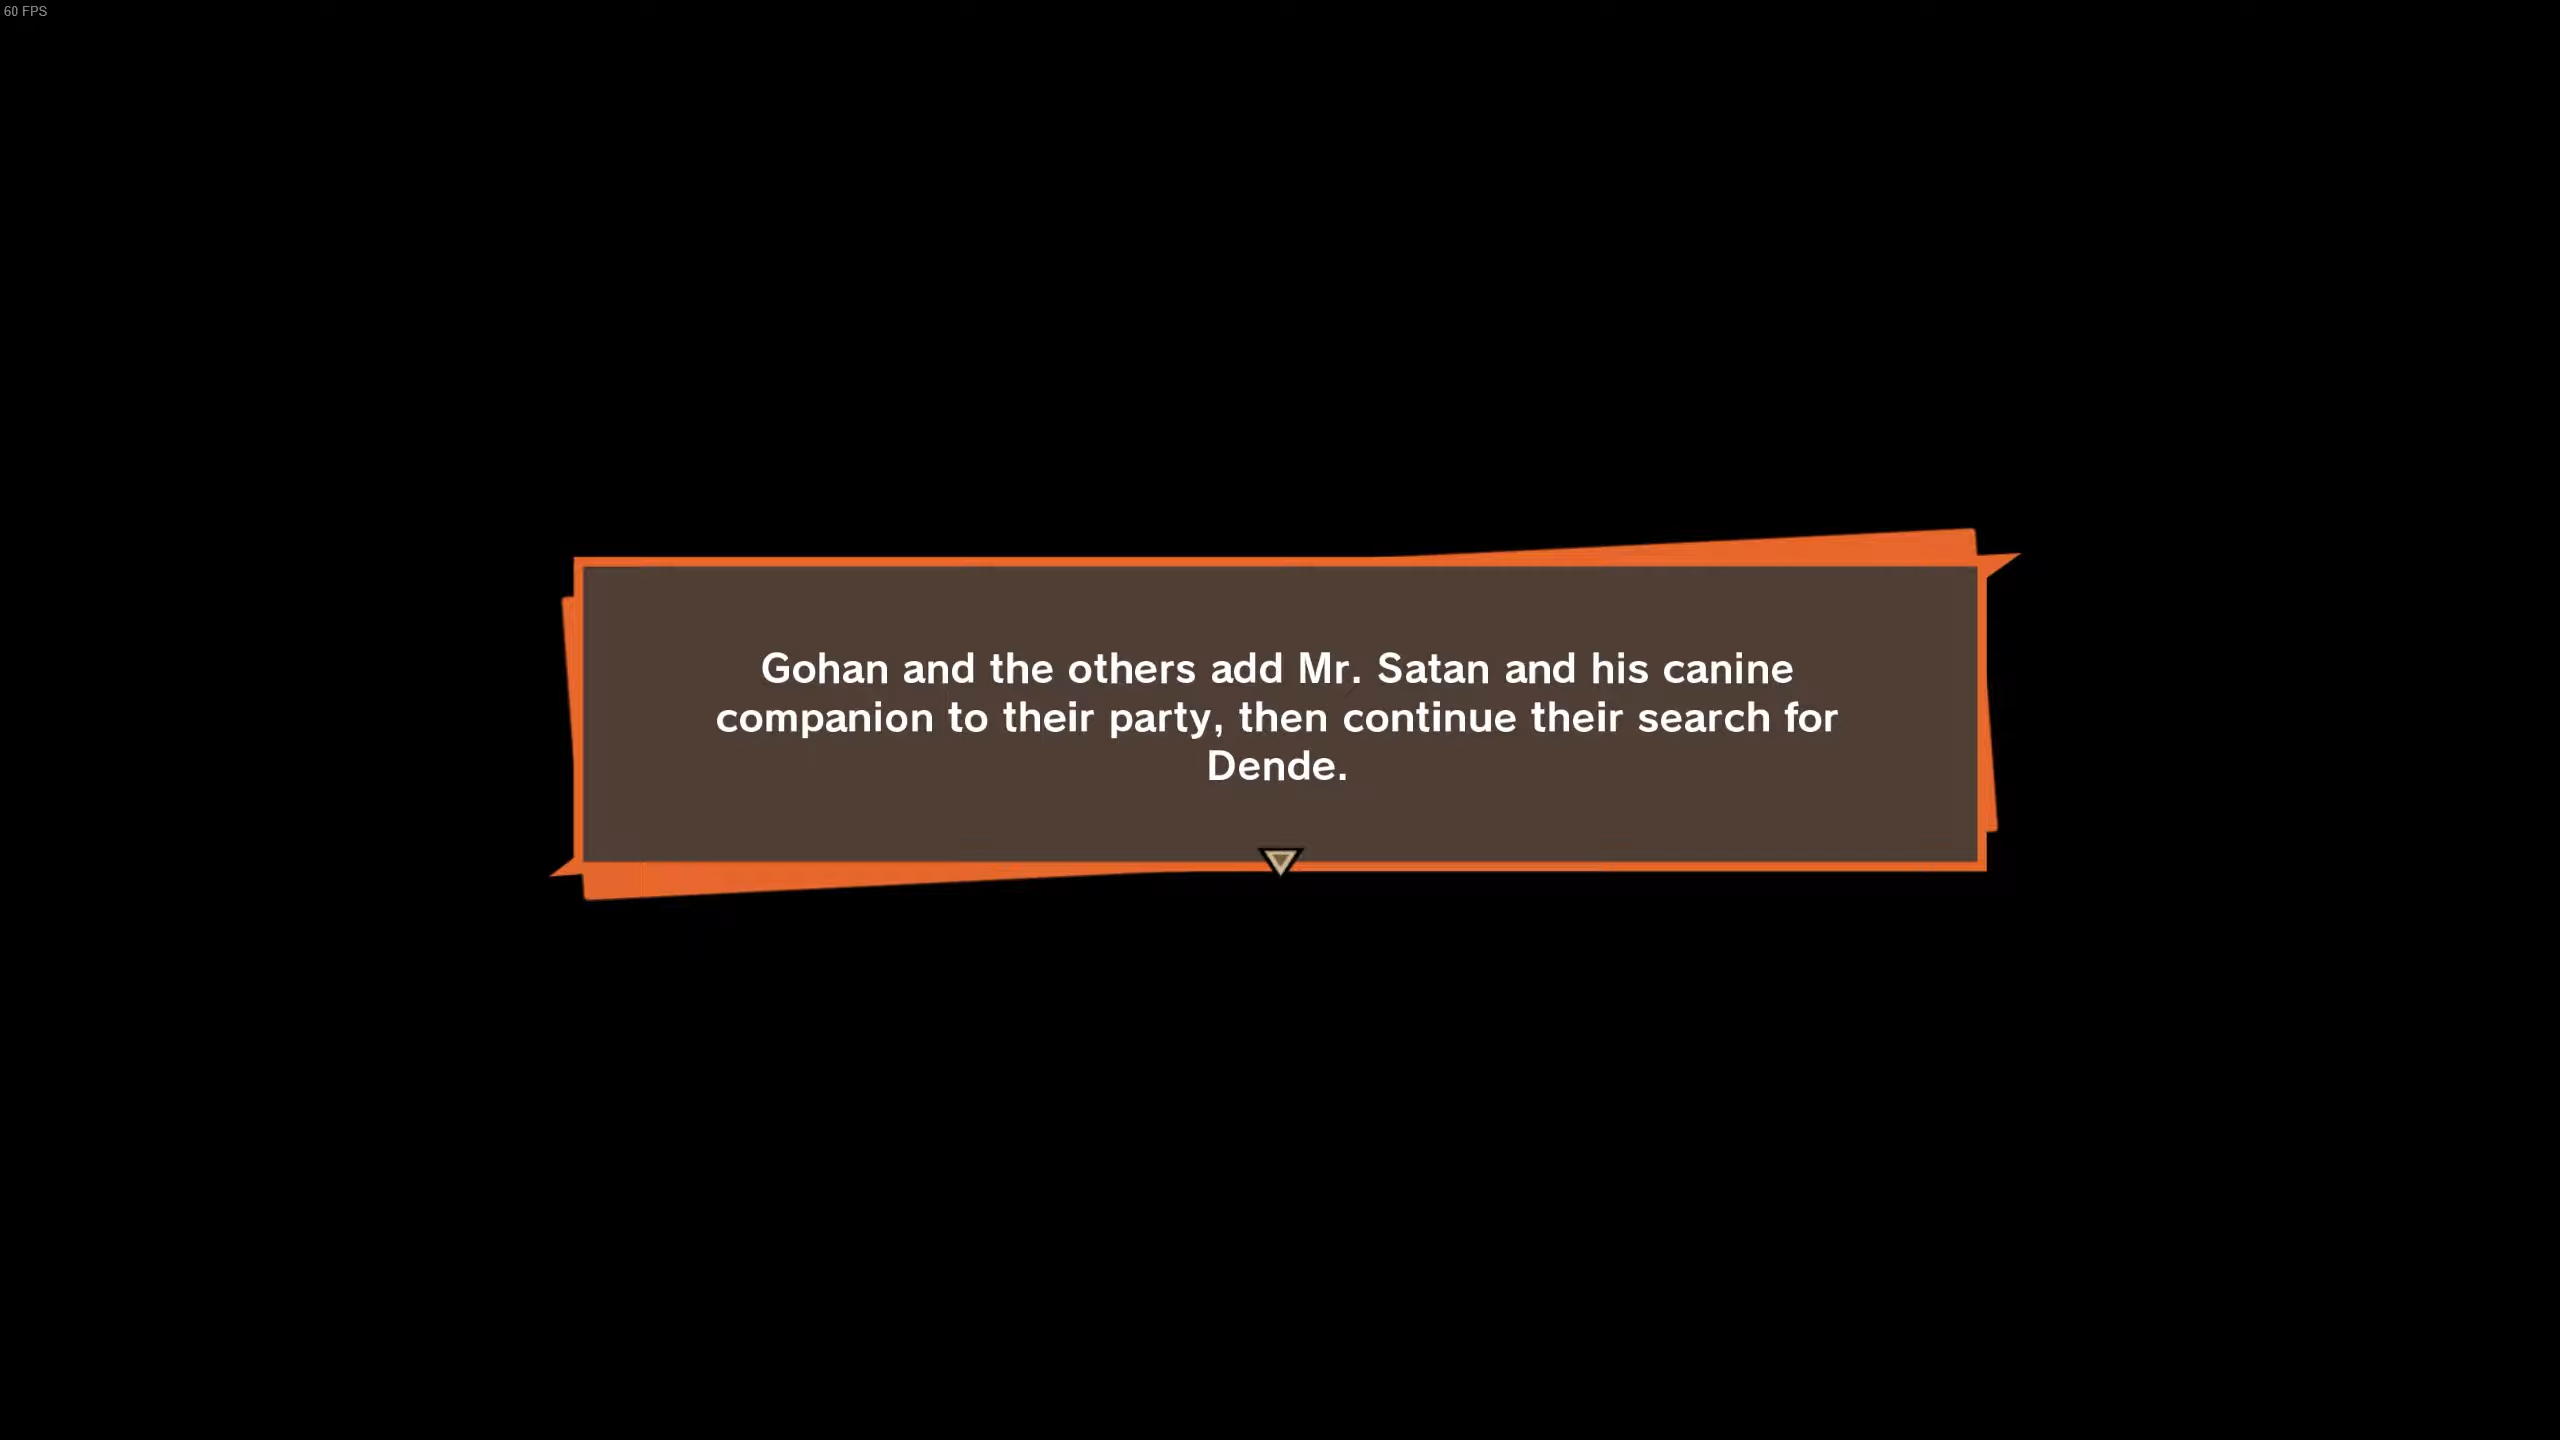 60 FPS
Gohan and the others add Mr. Satan and his canine
companion to their party, then continue their search for
Dende.